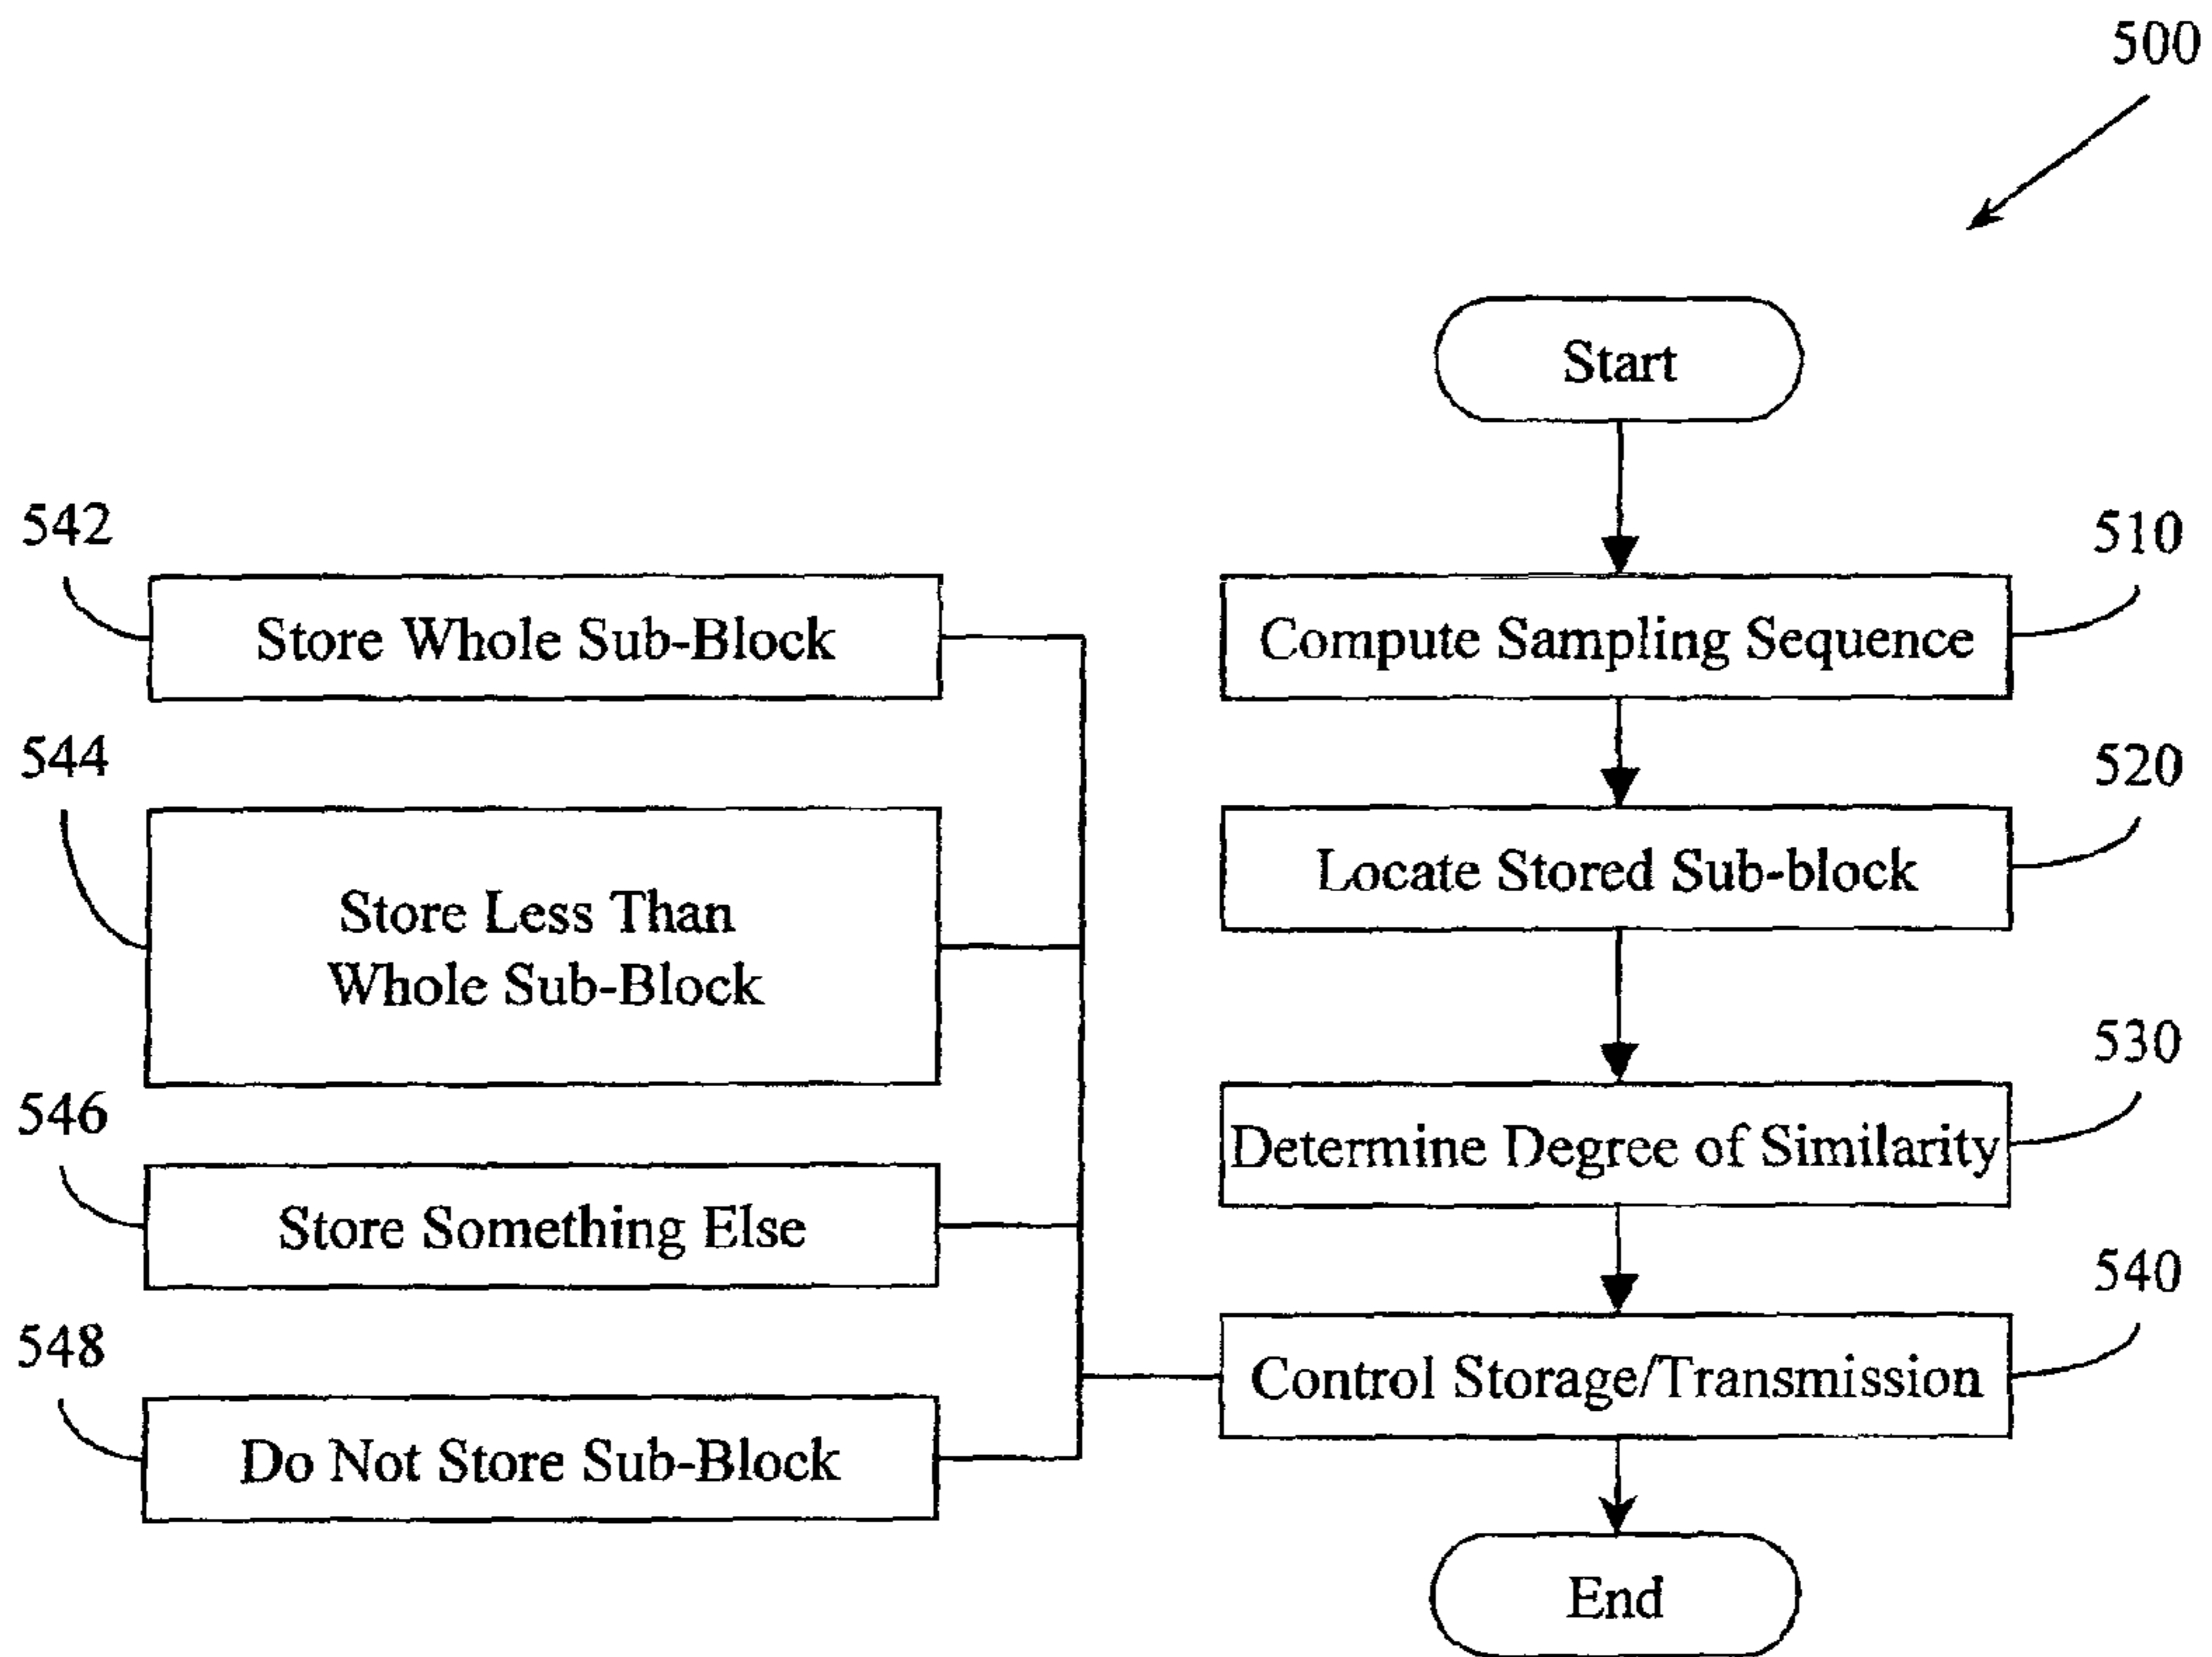 500
Start
542
510
Store Whole Sub-Block
Compute Sampling Sequence
544
520
Store Less Than
Whole Sub-Block
Locate Stored Sub-block
530
546
Determine Degree of Similarity
Store Something Else
540
548
Control Storage/Transmission
Do Not Store Sub-Block
End